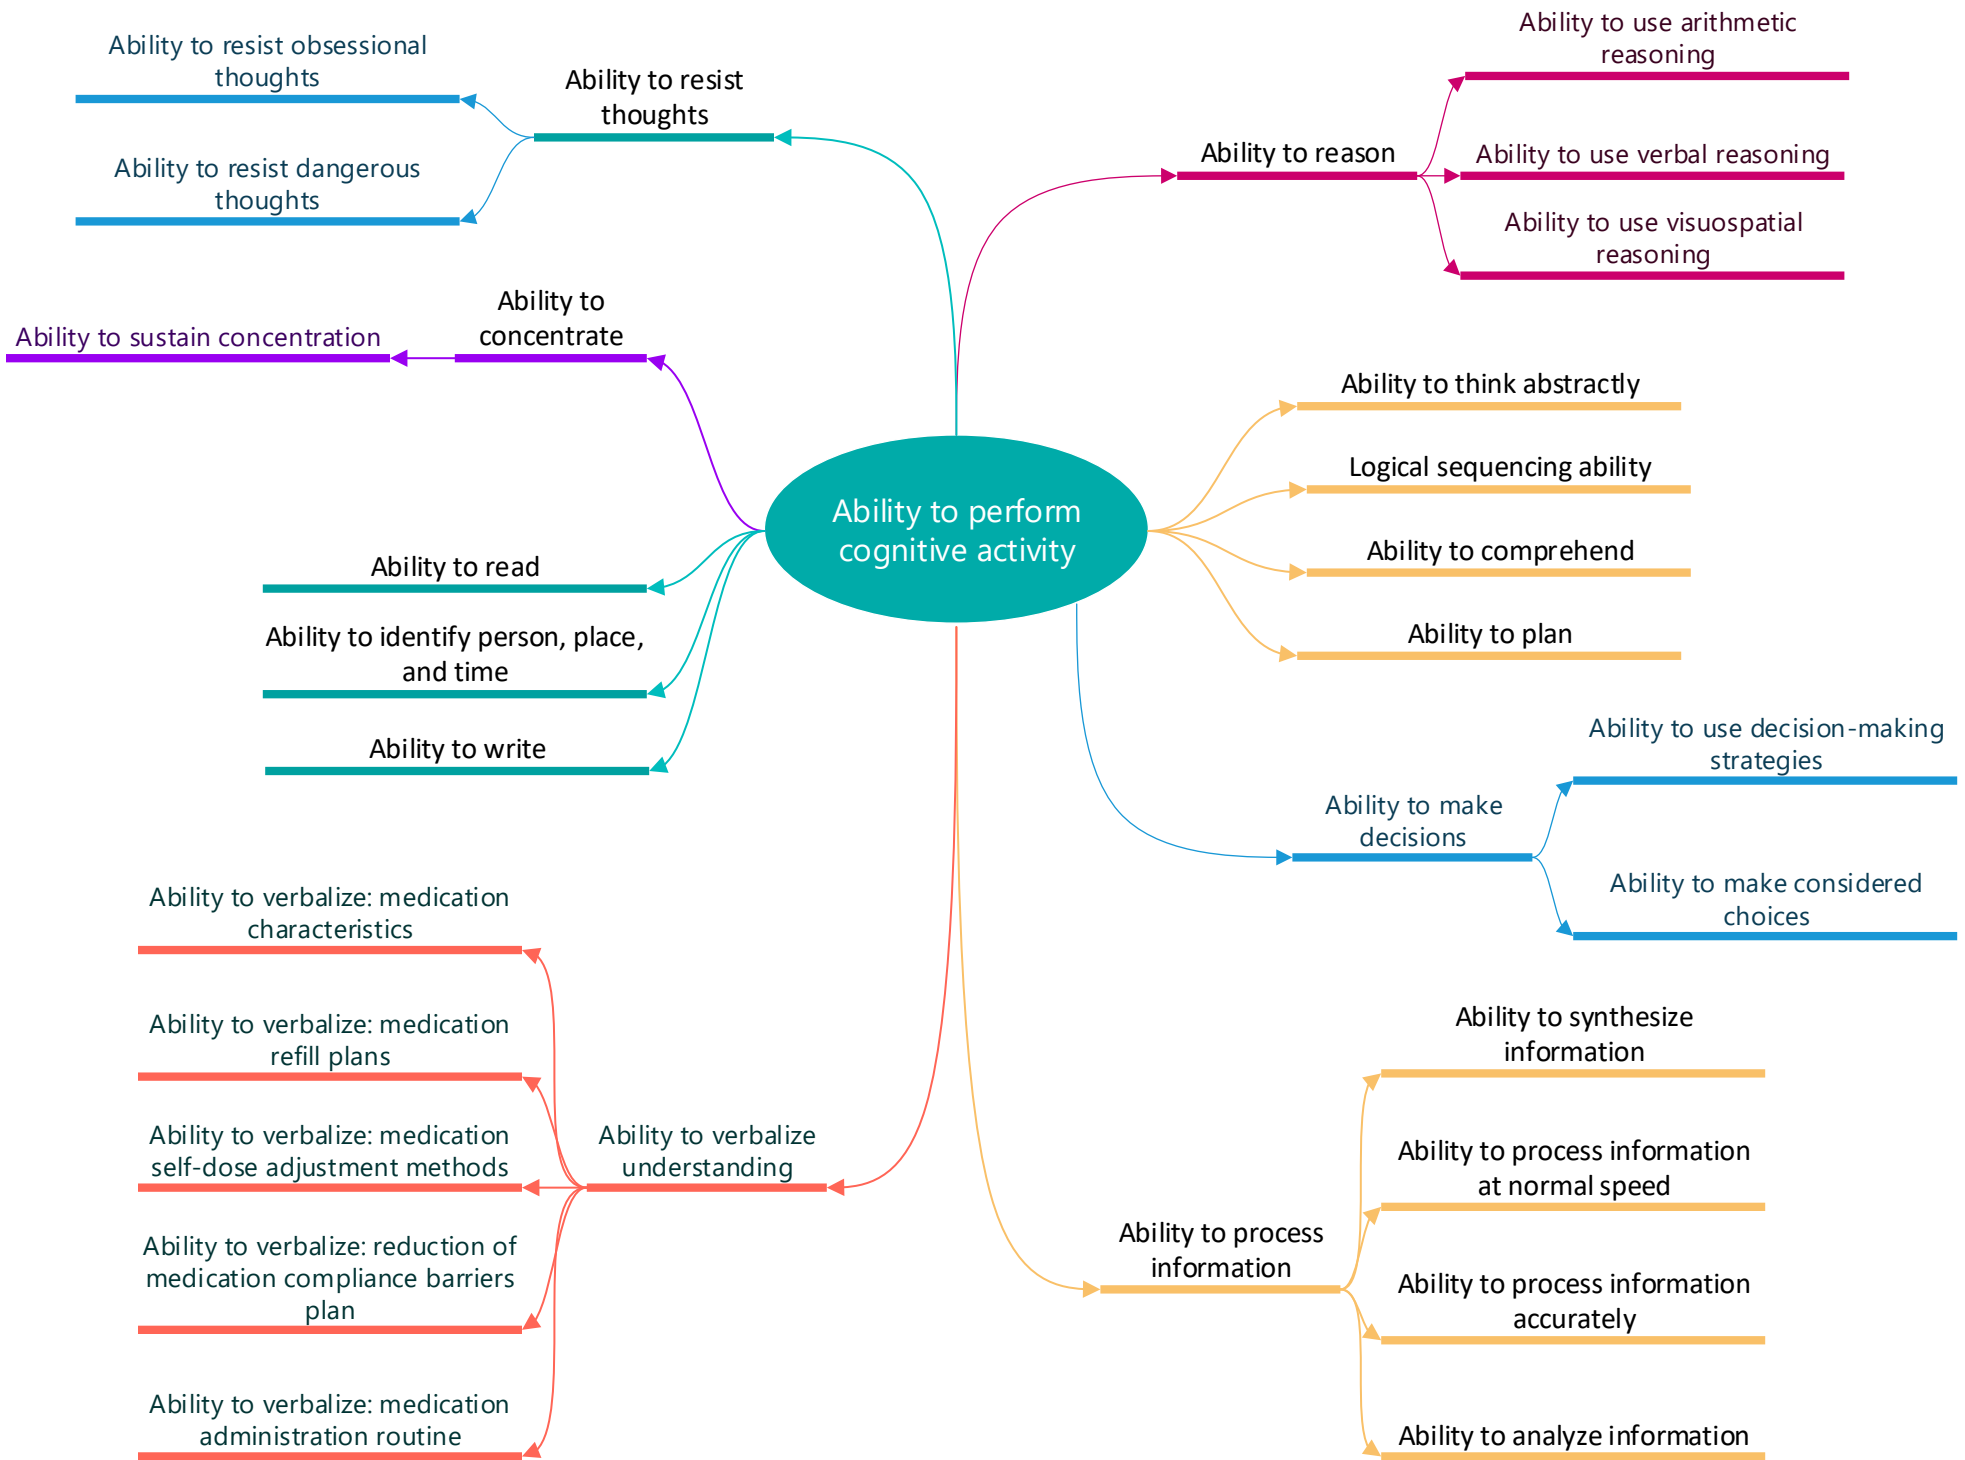 Ability to resist obsessional
thoughts
Ability to resist dangerous
thoughts
Ability to resist
thoughts
Ability to sustain concentration
Ability to
concentrate
Ability to read
Ability to identify person, place,
and time
Ability to write
Ability to perform
cognitive activity
Ability to reason
Ability to use arithmetic
reasoning
Ability to use verbal reasoning
Ability to use visuospatial
reasoning
Ability to think abstractly
Logical sequencing ability
Ability to comprehend
Ability to plan
Ability to make
decisions
Ability to use decision-making
strategies
Ability to make considered
choices
Ability to verbalize: medication
characteristics
Ability to verbalize: medication
refill plans
Ability to verbalize: medication
self-dose adjustment methods
Ability to verbalize: reduction of
medication compliance barriers
plan
Ability to verbalize: medication
administration routine
Ability to verbalize
understanding
Ability to process
information
Ability to synthesize
information
Ability to process information
at normal speed
Ability to process information
accurately
Ability to analyze information